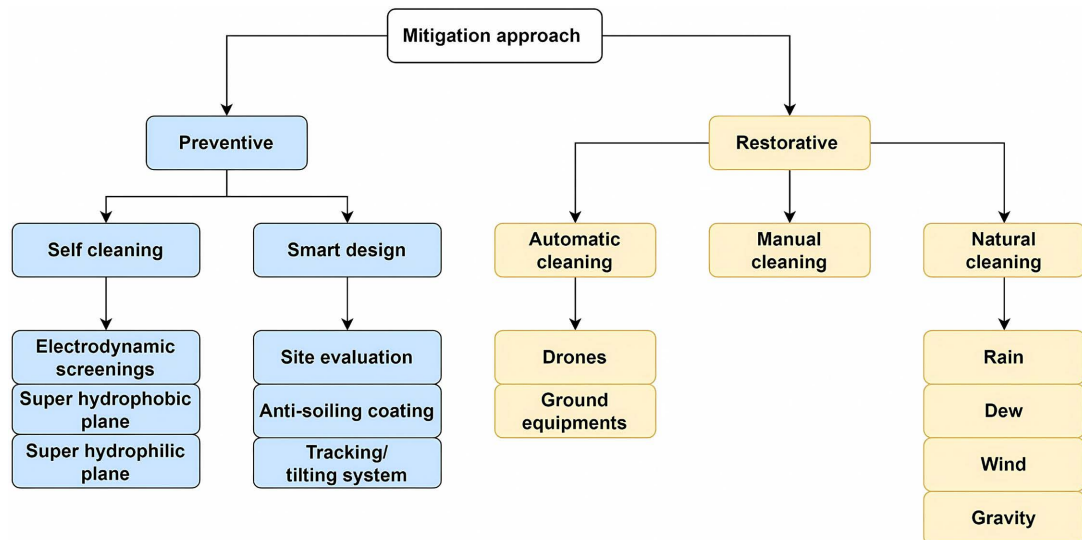 Mitigation approach
Preventive
Restorative
Self cleaning
Smart design
Automatic
cleaning
Manual
cleaning
Natural
cleaning
Electrodynamic
screenings
Super hydrophobic
plane
Super hydrophilic
plane
Site evaluation
Anti-soiling coating
Tracking/
tilting system
Drones
Ground
equipments
Rain
Dew
Wind
Gravity